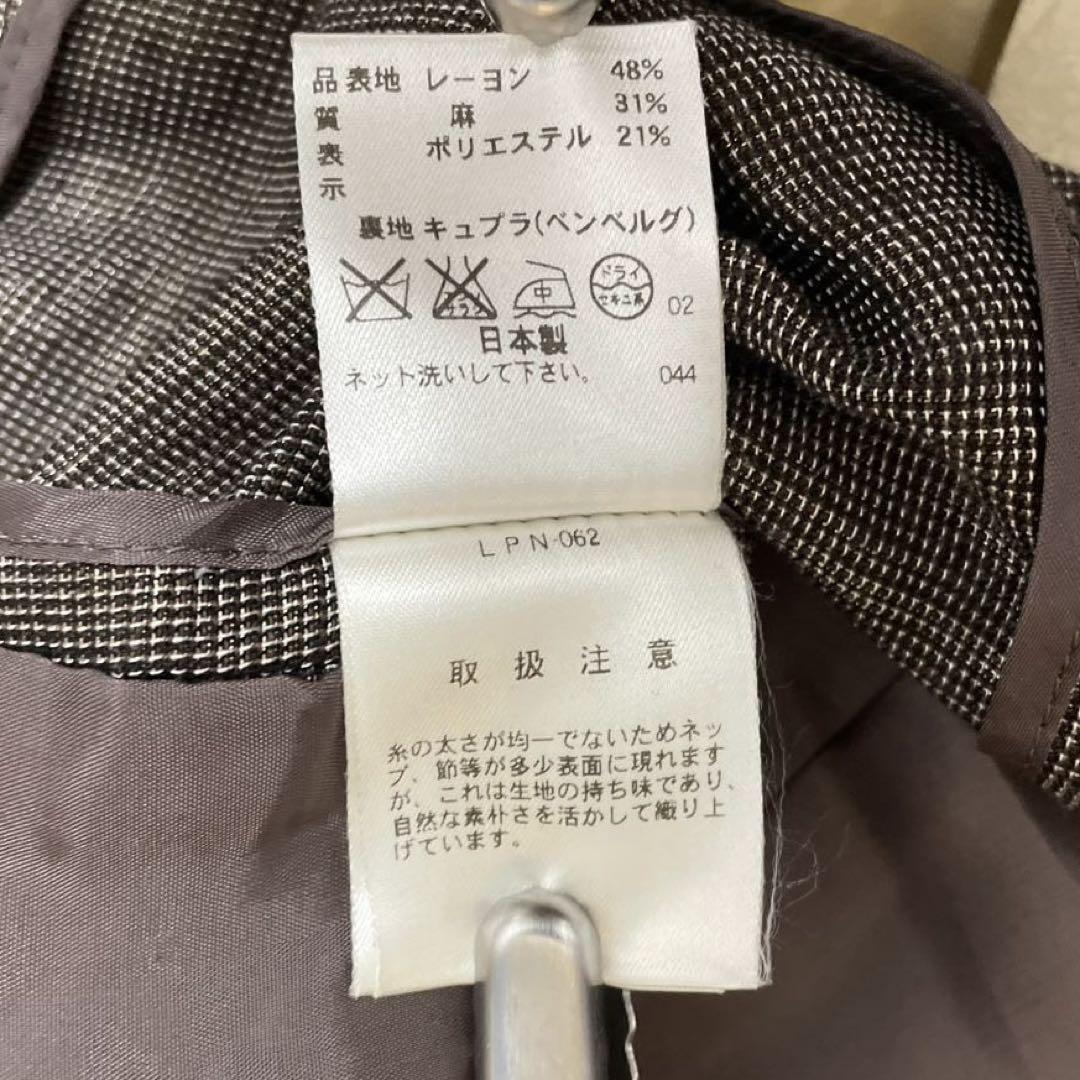 品表地 レーヨン 48%
質 麻 31%
表 ポリエステル 21%
示
裏地 キュプラ(ベンベルグ)
中 ドライ セキユ系 02
日本製
ネット洗いして下さい。 044
LPN-062
取扱注意
糸の太さが均一でないためネッ
プ、節等が多少表面に現れます
が、これは生地の持ち味であり、
自然な素朴さを活かして織り上
げています。